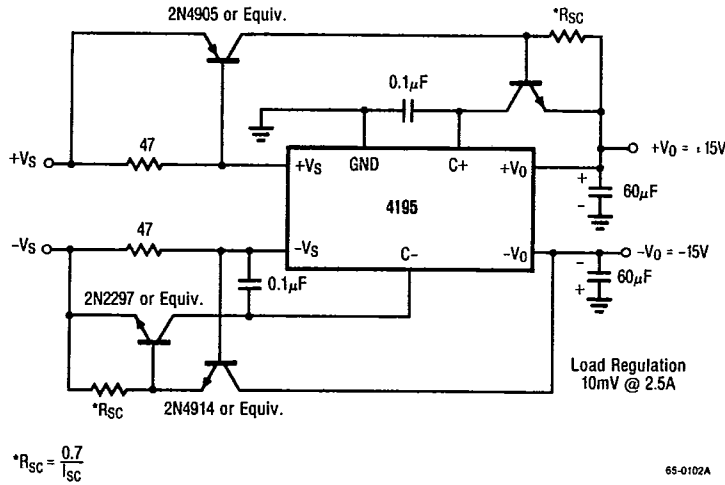 2N4905 or Equiv.
*RSC
0.1µF
47
+VS
+VS
GND
C+
+VO
+VO = ±15V
+
-
60µF
4195
-VS
47
-VS
C-
-VO
-VO = -15V
0.1µF
-
+
60µF
2N2297 or Equiv.
*RSC
2N4914 or Equiv.
Load Regulation
10mV @ 2.5A
*RSC = 0.7
ISC
65-0102A